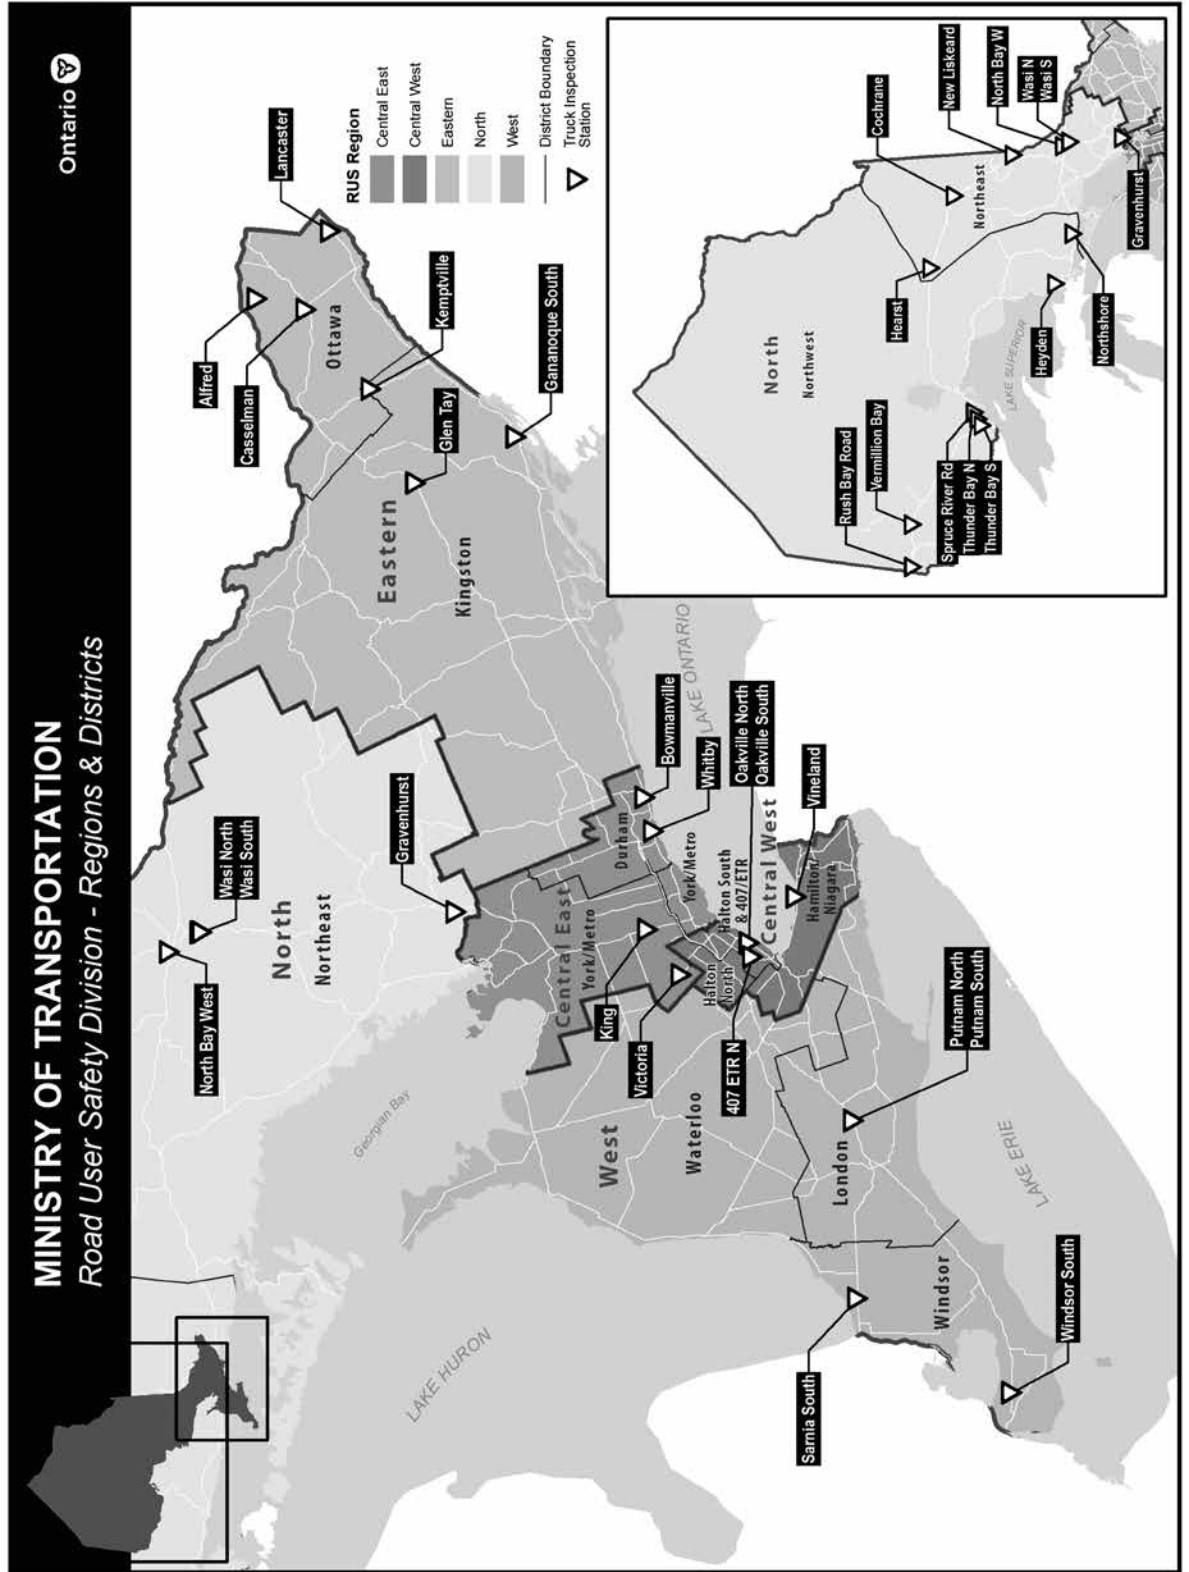 MINISTRY OF TRANSPORTATION
Road User Safety Division - Regions & Districts
Ontario
RUS Region
Central East
Central West
Eastern
North
West
District Boundary
Truck Inspection
Station
Lancaster
Alfred
Casselman
Ottawa
Kemptville
Glen Tay
Gananoque South
Eastern
Kingston
North Bay West
Wasi North
Wasi South
North
Northeast
Gravenhurst
Georgian Bay
Central East
York/Metro
Durham
Bowmanville
Whitby
LAKE ONTARIO
York/Metro
King
Victoria
Halton
North
Halton South
& 407/ETR
Oakville North
Oakville South
407 ETR N
Central West
Vineland
Hamilton/
Niagara
West
Waterloo
London
Putnam North
Putnam South
LAKE HURON
LAKE ERIE
Sarnia South
Windsor
Windsor South
Cochrane
New Liskeard
North Bay W
Wasi N
Wasi S
Northeast
Hearst
Gravenhurst
North
Northwest
Heyden
Northshore
LAKE SUPERIOR
Rush Bay Road
Vermillion Bay
Spruce River Rd
Thunder Bay N
Thunder Bay S